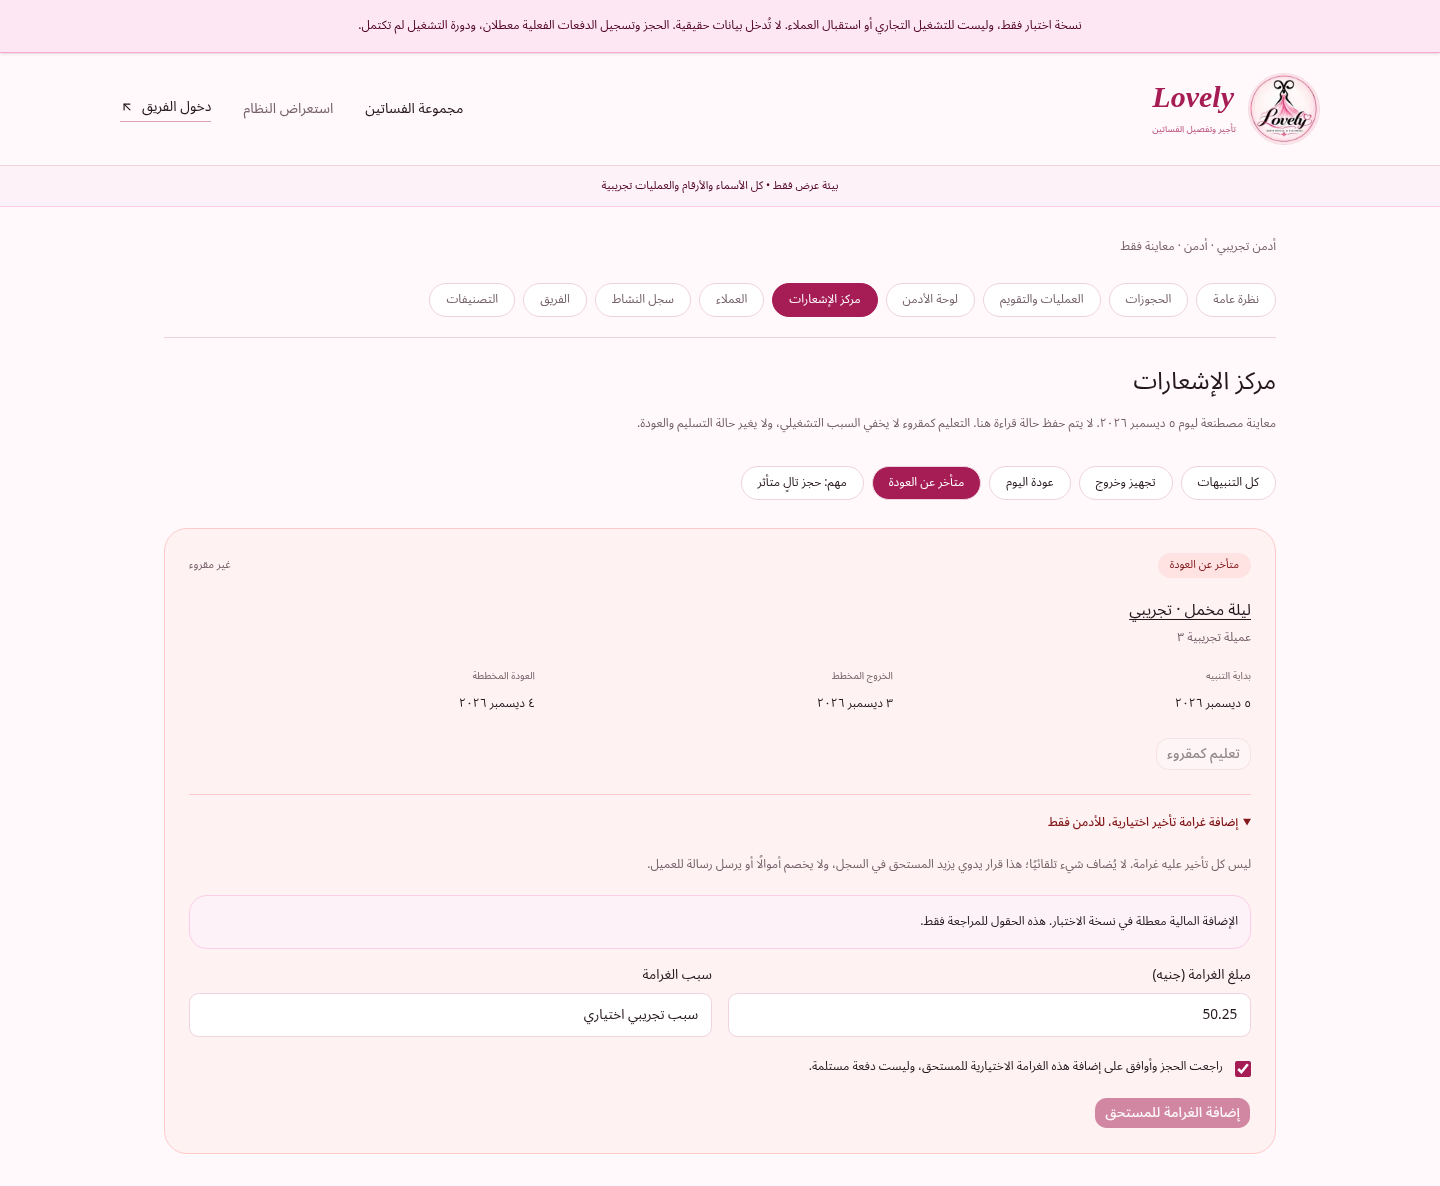 نسخة اختبار فقط، وليست للتشغيل التجاري أو استقبال العملاء. لا تُدخل بيانات حقيقية. الحجز وتسجيل الدفعات الفعلية معطلان، ودورة التشغيل لم تكتمل.
Lovely
Lovely
تأجير وتفصيل الفساتين
مجموعة الفساتين
استعراض النظام
دخول الفريق
بيئة عرض فقط • كل الأسماء والأرقام والعمليات تجريبية
أدمن تجريبي · أدمن · معاينة فقط
نظرة عامة
الحجوزات
العمليات والتقويم
لوحة الأدمن
مركز الإشعارات
العملاء
سجل النشاط
الفريق
التصنيفات
مركز الإشعارات
معاينة مصطنعة ليوم ٥ ديسمبر ٢٠٢٦. لا يتم حفظ حالة قراءة هنا. التعليم كمقروء لا يخفي السبب التشغيلي، ولا يغير حالة التسليم والعودة.
كل التنبيهات
تجهيز وخروج
عودة اليوم
متأخر عن العودة
مهم: حجز تالٍ متأثر
متأخر عن العودة
غير مقروء
ليلة مخمل · تجريبي
عميلة تجريبية ٣
بداية التنبيه
الخروج المخطط
العودة المخططة
٥ ديسمبر ٢٠٢٦
٣ ديسمبر ٢٠٢٦
٤ ديسمبر ٢٠٢٦
تعليم كمقروء
▼ إضافة غرامة تأخير اختيارية، للأدمن فقط
ليس كل تأخير عليه غرامة. لا يُضاف شيء تلقائيًا؛ هذا قرار يدوي يزيد المستحق في السجل، ولا يخصم أموالًا أو يرسل رسالة للعميل.
الإضافة المالية معطلة في نسخة الاختبار. هذه الحقول للمراجعة فقط.
مبلغ الغرامة (جنيه)
سبب الغرامة
50.25
سبب تجريبي اختياري
راجعت الحجز وأوافق على إضافة هذه الغرامة الاختيارية للمستحق، وليست دفعة مستلمة.
إضافة الغرامة للمستحق